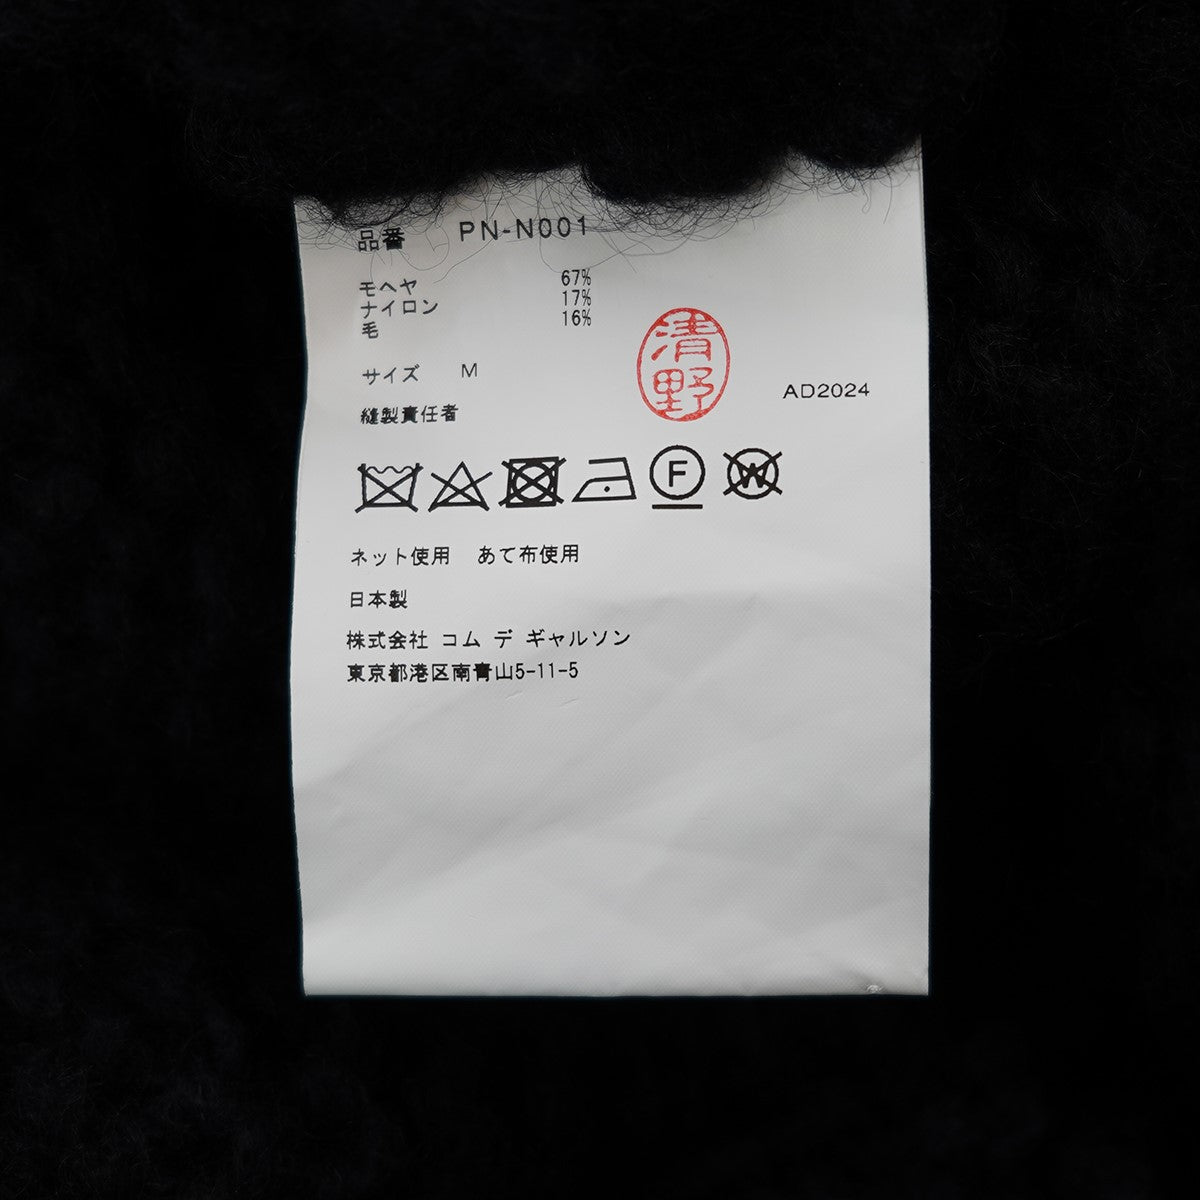 品番 PN-N001
モヘヤ 67%
ナイロン 17%
毛 16%
清野
サイズ M
AD2024
縫製責任者
F W
ネット使用 あて布使用
日本製
株式会社 コム デ ギャルソン
東京都港区南青山5-11-5